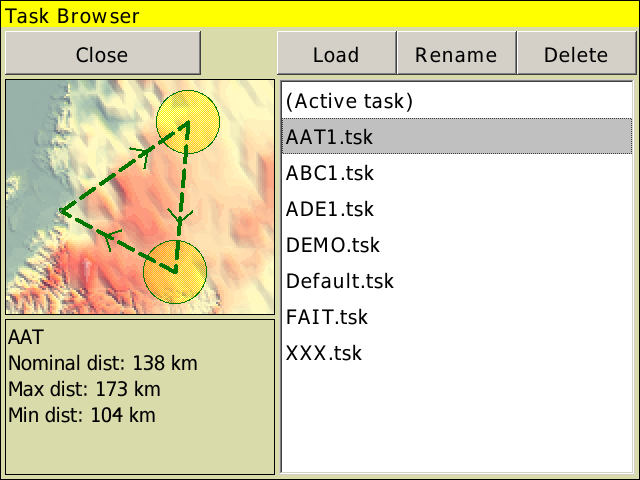 Task Browser
Close
Load
Rename
Delete
AAT
Nominal dist: 138 km
Max dist: 173 km
Min dist: 104 km
(Active task)
AAT1.tsk
ABC1.tsk
ADE1.tsk
DEMO.tsk
Default.tsk
FAIT.tsk
XXX.tsk